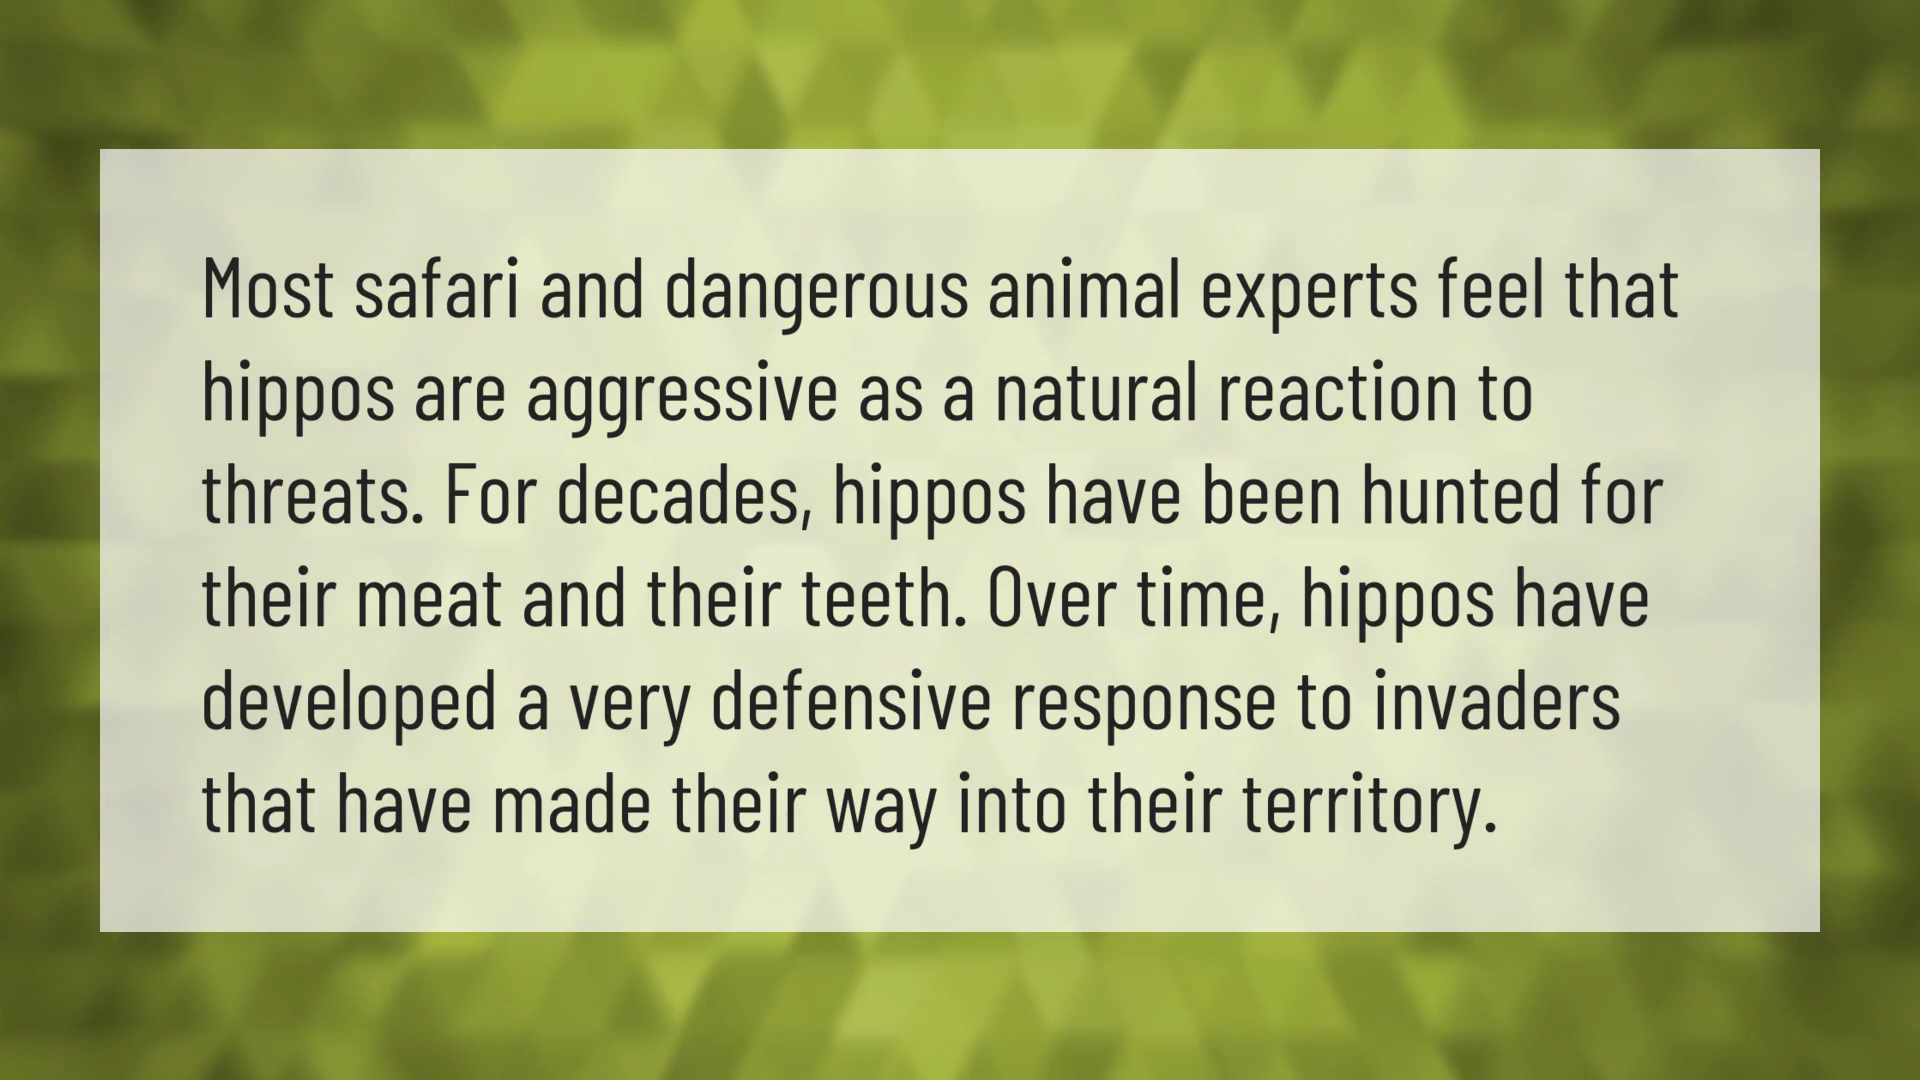 Most safari and dangerous animal experts feel that
hippos are aggressive as a natural reaction to
threats. For decades, hippos have been hunted for
their meat and their teeth. Over time, hippos have
developed a very defensive response to invaders
that have made their way into their territory.